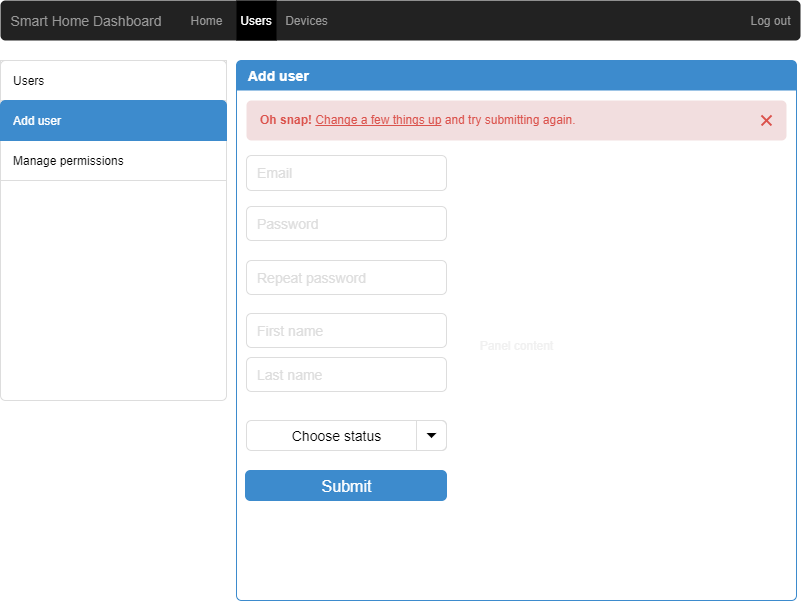 Smart Home Dashboard Home Users Devices Log out
Users
Add user
Manage permissions
Add user
Oh snap! Change a few things up and try submitting again.
Email
Password
Repeat password
First name
Last name
Panel content
Choose status
Submit